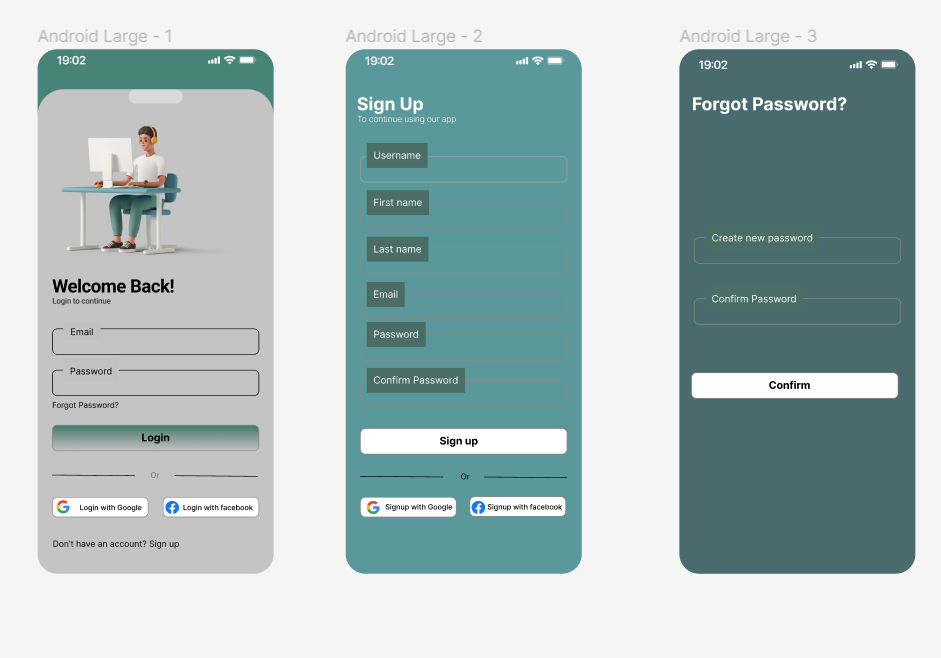 Android Large - 1
19:02
Welcome Back!
Login to continue
Email
Password
Forgot Password?
Login
Or
Login with Google
Login with facebook
Don't have an account? Sign up
Android Large - 2
19:02
Sign Up
To continue using our app
Username
First name
Last name
Email
Password
Confirm Password
Sign up
Or
Signup with Google
Signup with facebook
Android Large - 3
19:02
Forgot Password?
Create new password
Confirm Password
Confirm